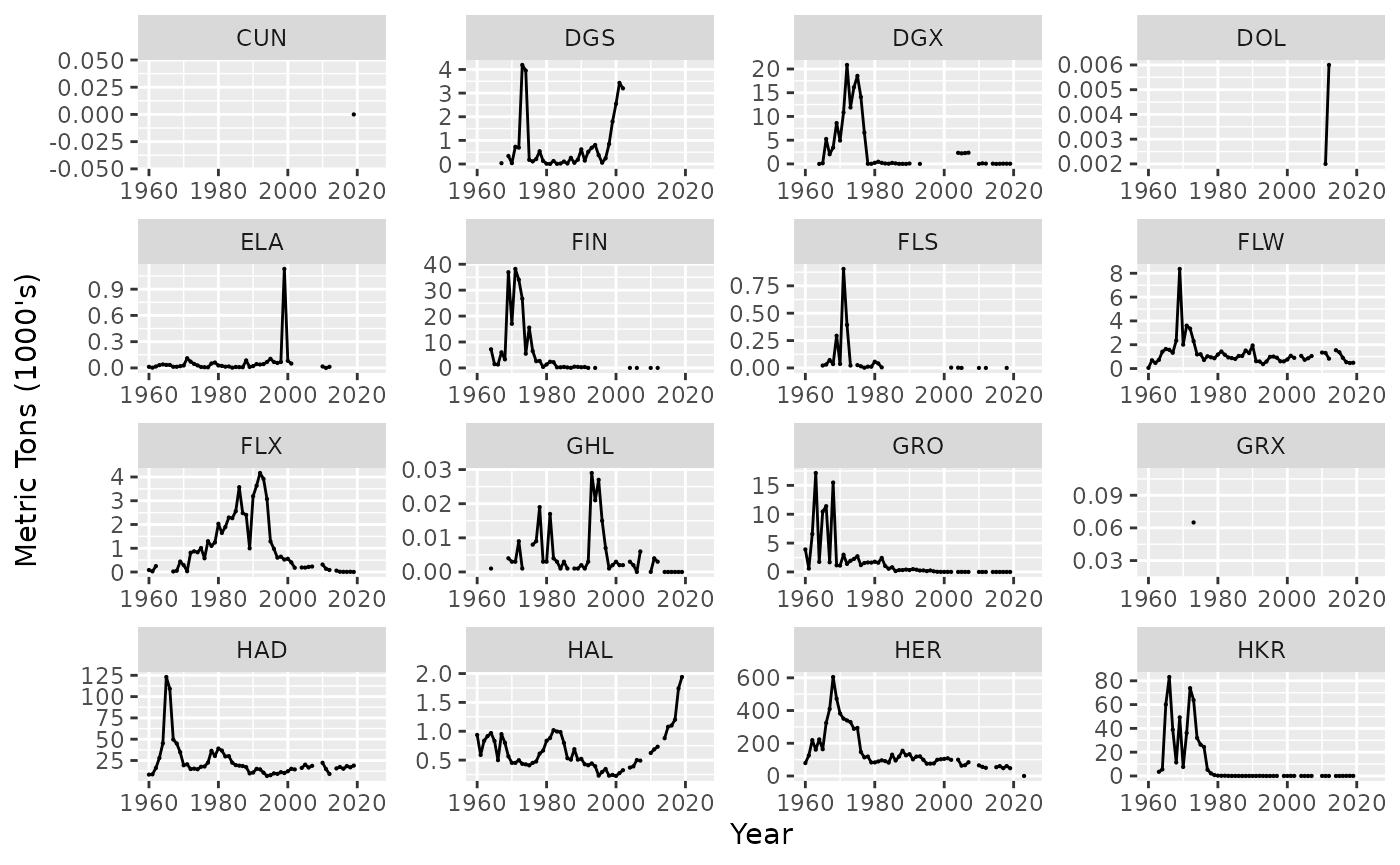 CUN DGS DGX DOL
0.050 4 20 0.006
0.025 3 15 0.005
0.000 2 10 0.004
-0.025 1 5 0.003
-0.050 0 0 0.002
1960 1980 2000 2020 1960 1980 2000 2020 1960 1980 2000 2020 1960 1980 2000 2020
ELA FIN FLS FLW
0.9 40 0.75 8
0.6 30 0.50 6
0.3 20 0.25 4
0.0 10 0.00 2
0 0
1960 1980 2000 2020 1960 1980 2000 2020 1960 1980 2000 2020 1960 1980 2000 2020
Metric Tons (1000's)
FLX GHL GRO GRX
4 0.03 15 0.09
3 0.02 10 0.06
2 0.01 5 0.03
1 0.00 0
0
1960 1980 2000 2020 1960 1980 2000 2020 1960 1980 2000 2020 1960 1980 2000 2020
HAD HAL HER HKR
125 2.0 600 80
100 1.5 400 60
75 1.0 200 40
50 0.5 0 20
25 0
1960 1980 2000 2020 1960 1980 2000 2020 1960 1980 2000 2020 1960 1980 2000 2020
Year